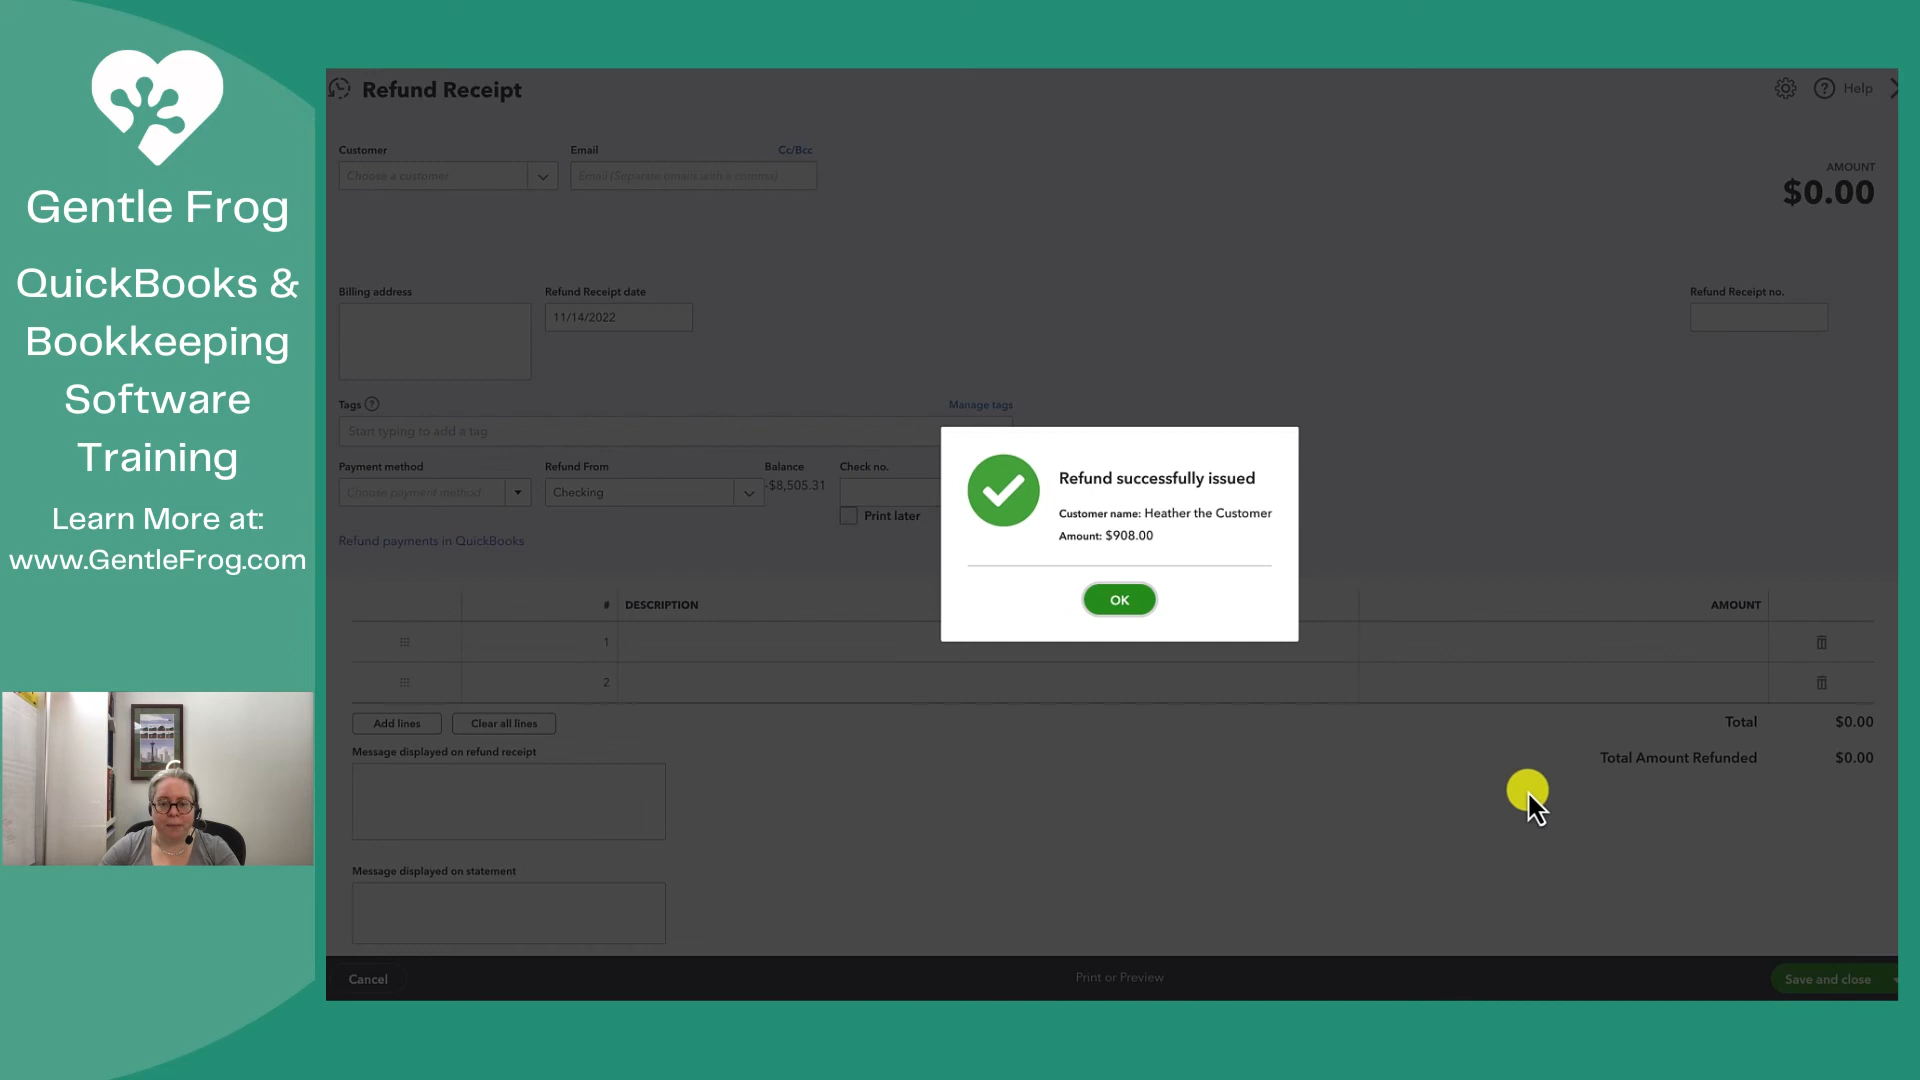 Gentle Frog
QuickBooks &
Bookkeeping
Software
Training
Learn More at:
www.GentleFrog.com
Refund Receipt
Help
Customer
Email
Cc/Bcc
Choose a customer
Email (Separate emails with a comma)
AMOUNT
$0.00
Billing address
Refund Receipt date
11/14/2022
Refund Receipt no.
Tags ?
Manage tags
Start typing to add a tag
Payment method
Refund From
Balance
Check no.
Choose payment method
Checking
-$8,505.31
Print later
Refund payments in QuickBooks
Refund successfully issued
Customer name: Heather the Customer
Amount: $908.00
OK
# DESCRIPTION AMOUNT
1
2
Add lines
Clear all lines
Total $0.00
Message displayed on refund receipt
Total Amount Refunded $0.00
Message displayed on statement
Cancel
Print or Preview
Save and close